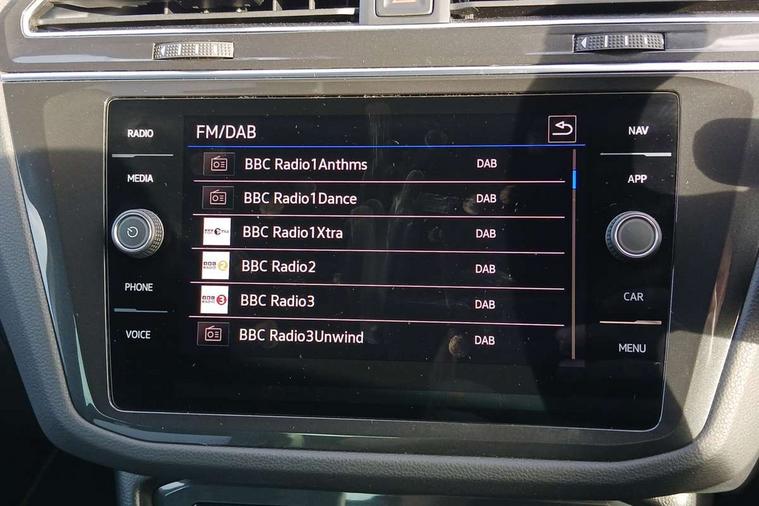 RADIO
FM/DAB
NAV
MEDIA
BBC Radio1Anthms DAB
APP
BBC Radio1Dance DAB
BBC Radio1Xtra DAB
BBC Radio2 DAB
PHONE
BBC Radio3 DAB
CAR
VOICE
BBC Radio3Unwind DAB
MENU